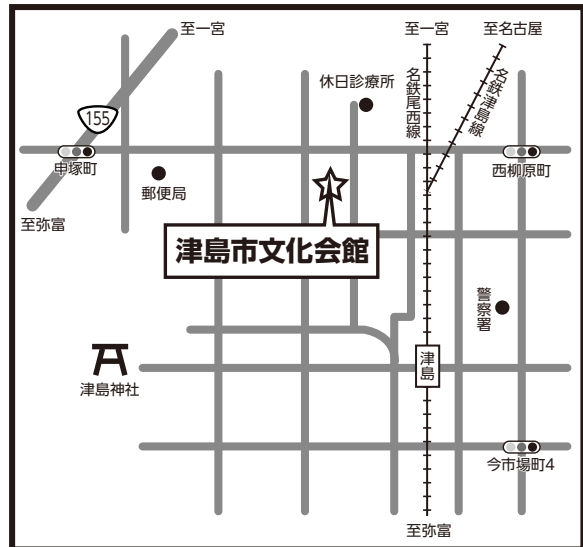 至一宮
至一宮
至名古屋
休日診療所
名鉄尾西線
名鉄津島線
155
申塚町
郵便局
西柳原町
至弥富
津島市文化会館
警察署
津島
津島神社
今市場町4
至弥富